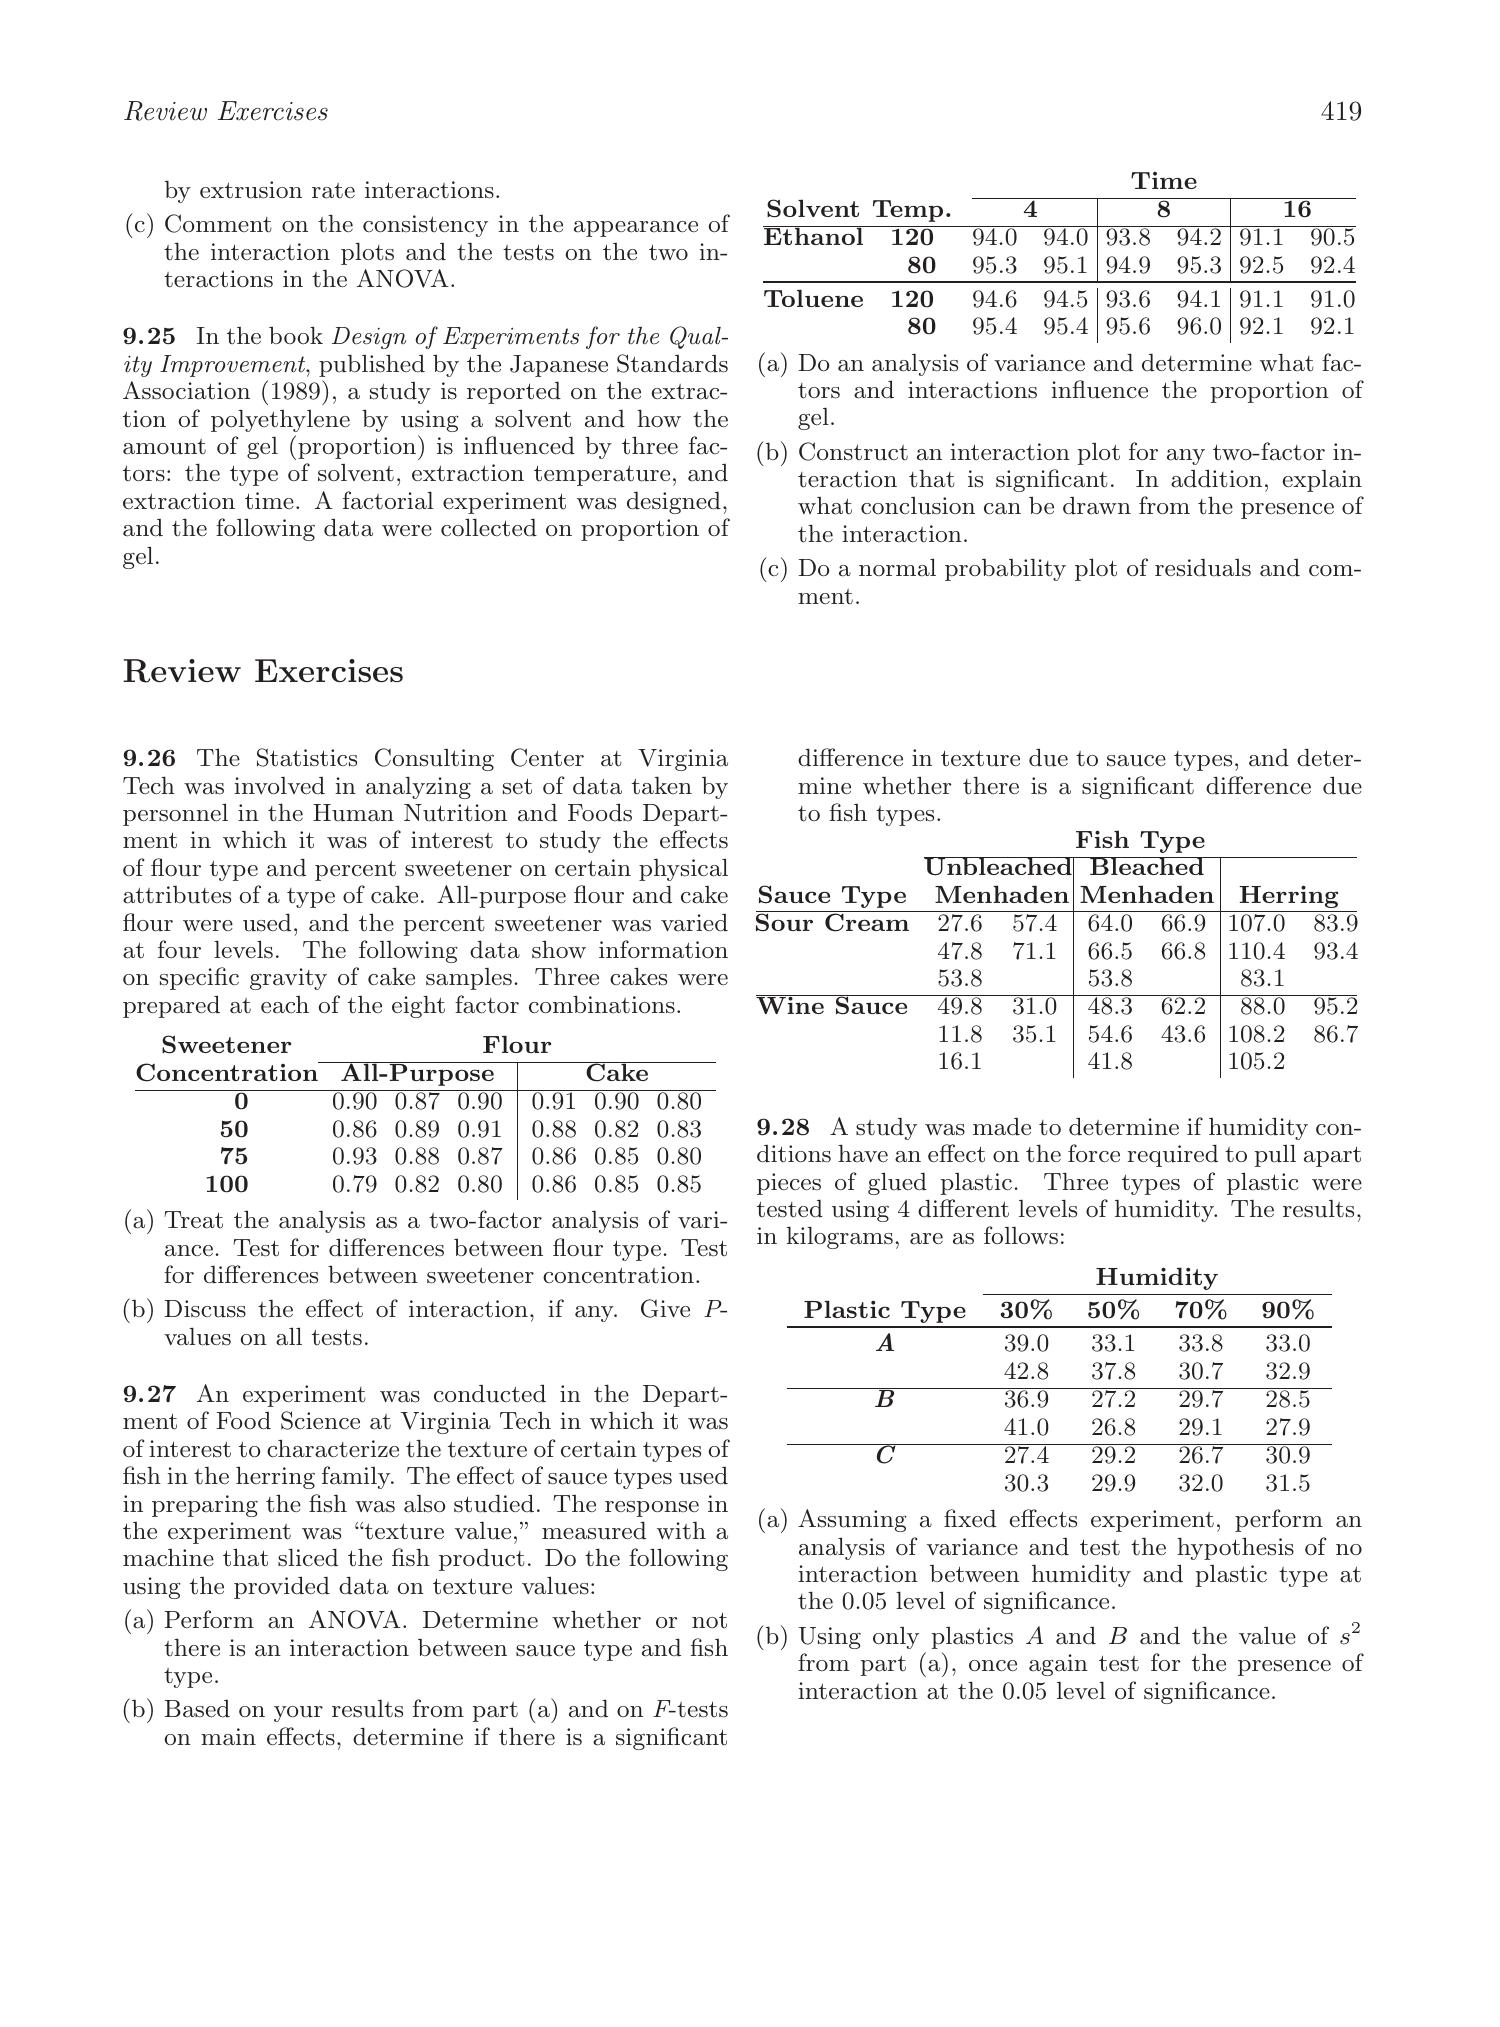 Review Exercises 419
by extrusion rate interactions.
(c) Comment on the consistency in the appearance of
the interaction plots and the tests on the two in-
teractions in the ANOVA.
9.25 In the book Design of Experiments for the Qual-
ity Improvement, published by the Japanese Standards
Association (1989), a study is reported on the extrac-
tion of polyethylene by using a solvent and how the
amount of gel (proportion) is influenced by three fac-
tors: the type of solvent, extraction temperature, and
extraction time. A factorial experiment was designed,
and the following data were collected on proportion of
gel.
Time
Solvent Temp. 4 8 16
Ethanol 120 94.0 94.0 93.8 94.2 91.1 90.5
80 95.3 95.1 94.9 95.3 92.5 92.4
Toluene 120 94.6 94.5 93.6 94.1 91.1 91.0
80 95.4 95.4 95.6 96.0 92.1 92.1
(a) Do an analysis of variance and determine what fac-
tors and interactions influence the proportion of
gel.
(b) Construct an interaction plot for any two-factor in-
teraction that is significant. In addition, explain
what conclusion can be drawn from the presence of
the interaction.
(c) Do a normal probability plot of residuals and com-
ment.
Review Exercises
9.26 The Statistics Consulting Center at Virginia
Tech was involved in analyzing a set of data taken by
personnel in the Human Nutrition and Foods Depart-
ment in which it was of interest to study the effects
of flour type and percent sweetener on certain physical
attributes of a type of cake. All-purpose flour and cake
flour were used, and the percent sweetener was varied
at four levels. The following data show information
on specific gravity of cake samples. Three cakes were
prepared at each of the eight factor combinations.
Sweetener Flour
Concentration All-Purpose Cake
0 0.90 0.87 0.90 0.91 0.90 0.80
50 0.86 0.89 0.91 0.88 0.82 0.83
75 0.93 0.88 0.87 0.86 0.85 0.80
100 0.79 0.82 0.80 0.86 0.85 0.85
(a) Treat the analysis as a two-factor analysis of vari-
ance. Test for differences between flour type. Test
for differences between sweetener concentration.
(b) Discuss the effect of interaction, if any. Give P-
values on all tests.
9.27 An experiment was conducted in the Depart-
ment of Food Science at Virginia Tech in which it was
of interest to characterize the texture of certain types of
fish in the herring family. The effect of sauce types used
in preparing the fish was also studied. The response in
the experiment was “texture value,” measured with a
machine that sliced the fish product. Do the following
using the provided data on texture values:
(a) Perform an ANOVA. Determine whether or not
there is an interaction between sauce type and fish
type.
(b) Based on your results from part (a) and on F-tests
on main effects, determine if there is a significant
difference in texture due to sauce types, and deter-
mine whether there is a significant difference due
to fish types.
Fish Type
Unbleached Bleached
Sauce Type Menhaden Menhaden Herring
Sour Cream 27.6 57.4 64.0 66.9 107.0 83.9
47.8 71.1 66.5 66.8 110.4 93.4
53.8 53.8 83.1
Wine Sauce 49.8 31.0 48.3 62.2 88.0 95.2
11.8 35.1 54.6 43.6 108.2 86.7
16.1 41.8 105.2
9.28 A study was made to determine if humidity con-
ditions have an effect on the force required to pull apart
pieces of glued plastic. Three types of plastic were
tested using 4 different levels of humidity. The results,
in kilograms, are as follows:
Humidity
Plastic Type 30% 50% 70% 90%
A 39.0 33.1 33.8 33.0
42.8 37.8 30.7 32.9
B 36.9 27.2 29.7 28.5
41.0 26.8 29.1 27.9
C 27.4 29.2 26.7 30.9
30.3 29.9 32.0 31.5
(a) Assuming a fixed effects experiment, perform an
analysis of variance and test the hypothesis of no
interaction between humidity and plastic type at
the 0.05 level of significance.
(b) Using only plastics A and B and the value of s²
from part (a), once again test for the presence of
interaction at the 0.05 level of significance.